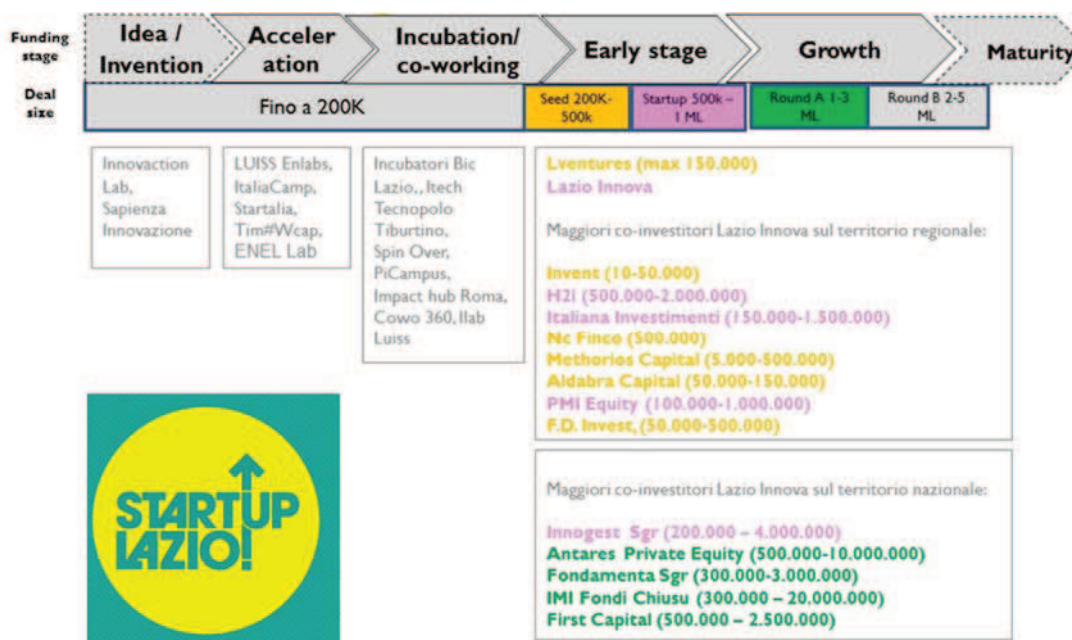 Funding stage
Idea / Invention
Acceler ation
Incubation/ co-working
Early stage
Growth
Maturity
Deal size
Fino a 200K
Seed 200K- 500k
Startup 500k – 1 ML
Round A 1-3 ML
Round B 2-5 ML
Innovaction
Lab,
Sapienza
Innovazione
LUISS Enlabs,
ItaliaCamp,
Startalia,
Tim#Wcap,
ENEL Lab
Incubatori Bic
Lazio,, Itech
Tecnopolo
Tiburtino,
Spin Over,
PiCampus,
Impact hub Roma,
Cowo 360, Ilab
Luiss
Lventures (max 150.000)
Lazio Innova
Maggiori co-investitori Lazio Innova sul territorio regionale:
Invent (10-50.000)
H2I (500.000-2.000.000)
Italiana Investimenti (150.000-1.500.000)
Nc Finco (500.000)
Methorios Capital (5.000-500.000)
Aldabra Capital (50.000-150.000)
PMI Equity (100.000-1.000.000)
F.D. Invest, (50.000-500.000)
Maggiori co-investitori Lazio Innova sul territorio nazionale:
Innogest Sgr (200.000 – 4.000.000)
Antares Private Equity (500.000-10.000.000)
Fondamenta Sgr (300.000-3.000.000)
IMI Fondi Chiusu (300.000 – 20.000.000)
First Capital (500.000 – 2.500.000)
STARTUP
LAZIO!